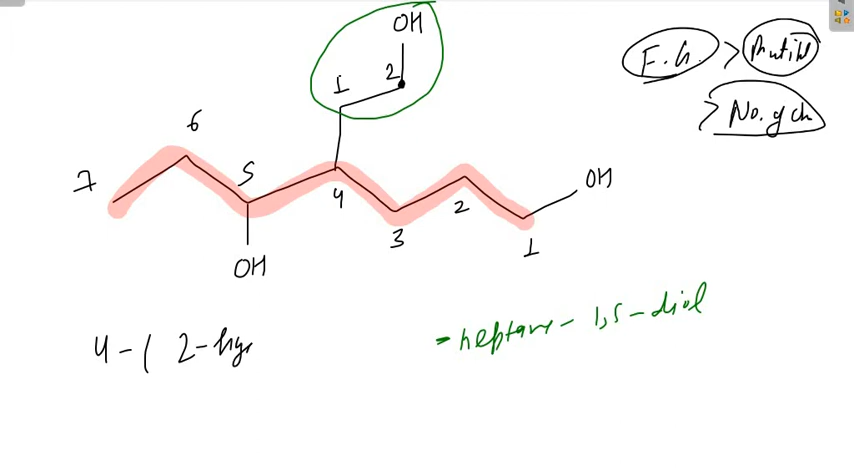 OH
F.G. >
> No. of ch
1 2
6
7 5 4 2 OH
3 1
OH
4-( 2-hy
- heptane - 1,5-diol